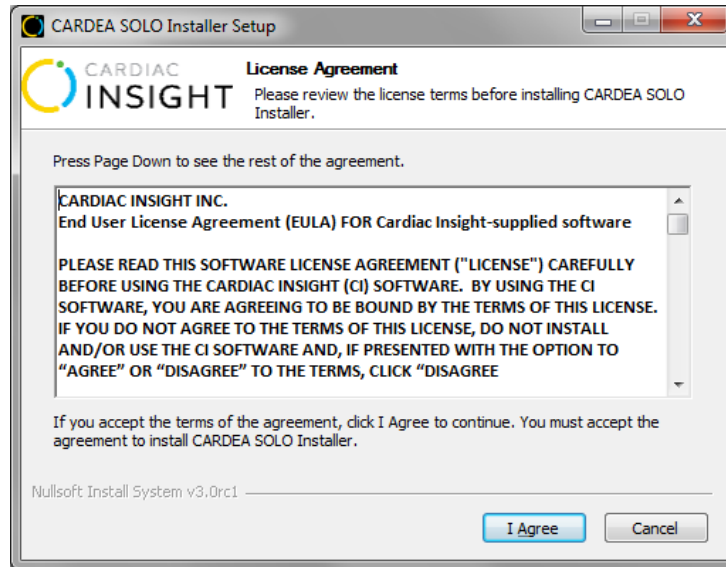 CARDEA SOLO Installer Setup
CARDIAC
INSIGHT
License Agreement
Please review the license terms before installing CARDEA SOLO
Installer.
Press Page Down to see the rest of the agreement.
CARDIAC INSIGHT INC.
End User License Agreement (EULA) FOR Cardiac Insight-supplied software
PLEASE READ THIS SOFTWARE LICENSE AGREEMENT ("LICENSE") CAREFULLY
BEFORE USING THE CARDIAC INSIGHT (CI) SOFTWARE.  BY USING THE CI
SOFTWARE, YOU ARE AGREEING TO BE BOUND BY THE TERMS OF THIS LICENSE.
IF YOU DO NOT AGREE TO THE TERMS OF THIS LICENSE, DO NOT INSTALL
AND/OR USE THE CI SOFTWARE AND, IF PRESENTED WITH THE OPTION TO
“AGREE” OR “DISAGREE” TO THE TERMS, CLICK “DISAGREE
If you accept the terms of the agreement, click I Agree to continue. You must accept the
agreement to install CARDEA SOLO Installer.
Nullsoft Install System v3.0rc1
I Agree
Cancel